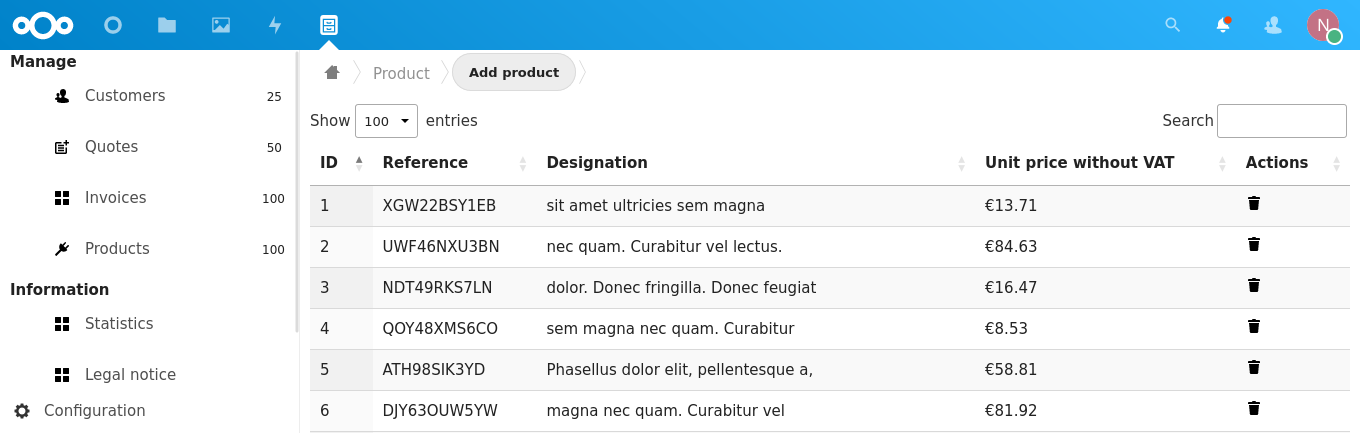 N
Manage
Customers 25
Quotes 50
Invoices 100
Products 100
Information
Statistics
Legal notice
Configuration
Product Add product
Show 100 entries Search
ID Reference Designation Unit price without VAT Actions
1 XGW22BSY1EB sit amet ultricies sem magna €13.71
2 UWF46NXU3BN nec quam. Curabitur vel lectus. €84.63
3 NDT49RKS7LN dolor. Donec fringilla. Donec feugiat €16.47
4 QOY48XMS6CO sem magna nec quam. Curabitur €8.53
5 ATH98SIK3YD Phasellus dolor elit, pellentesque a, €58.81
6 DJY63OUW5YW magna nec quam. Curabitur vel €81.92